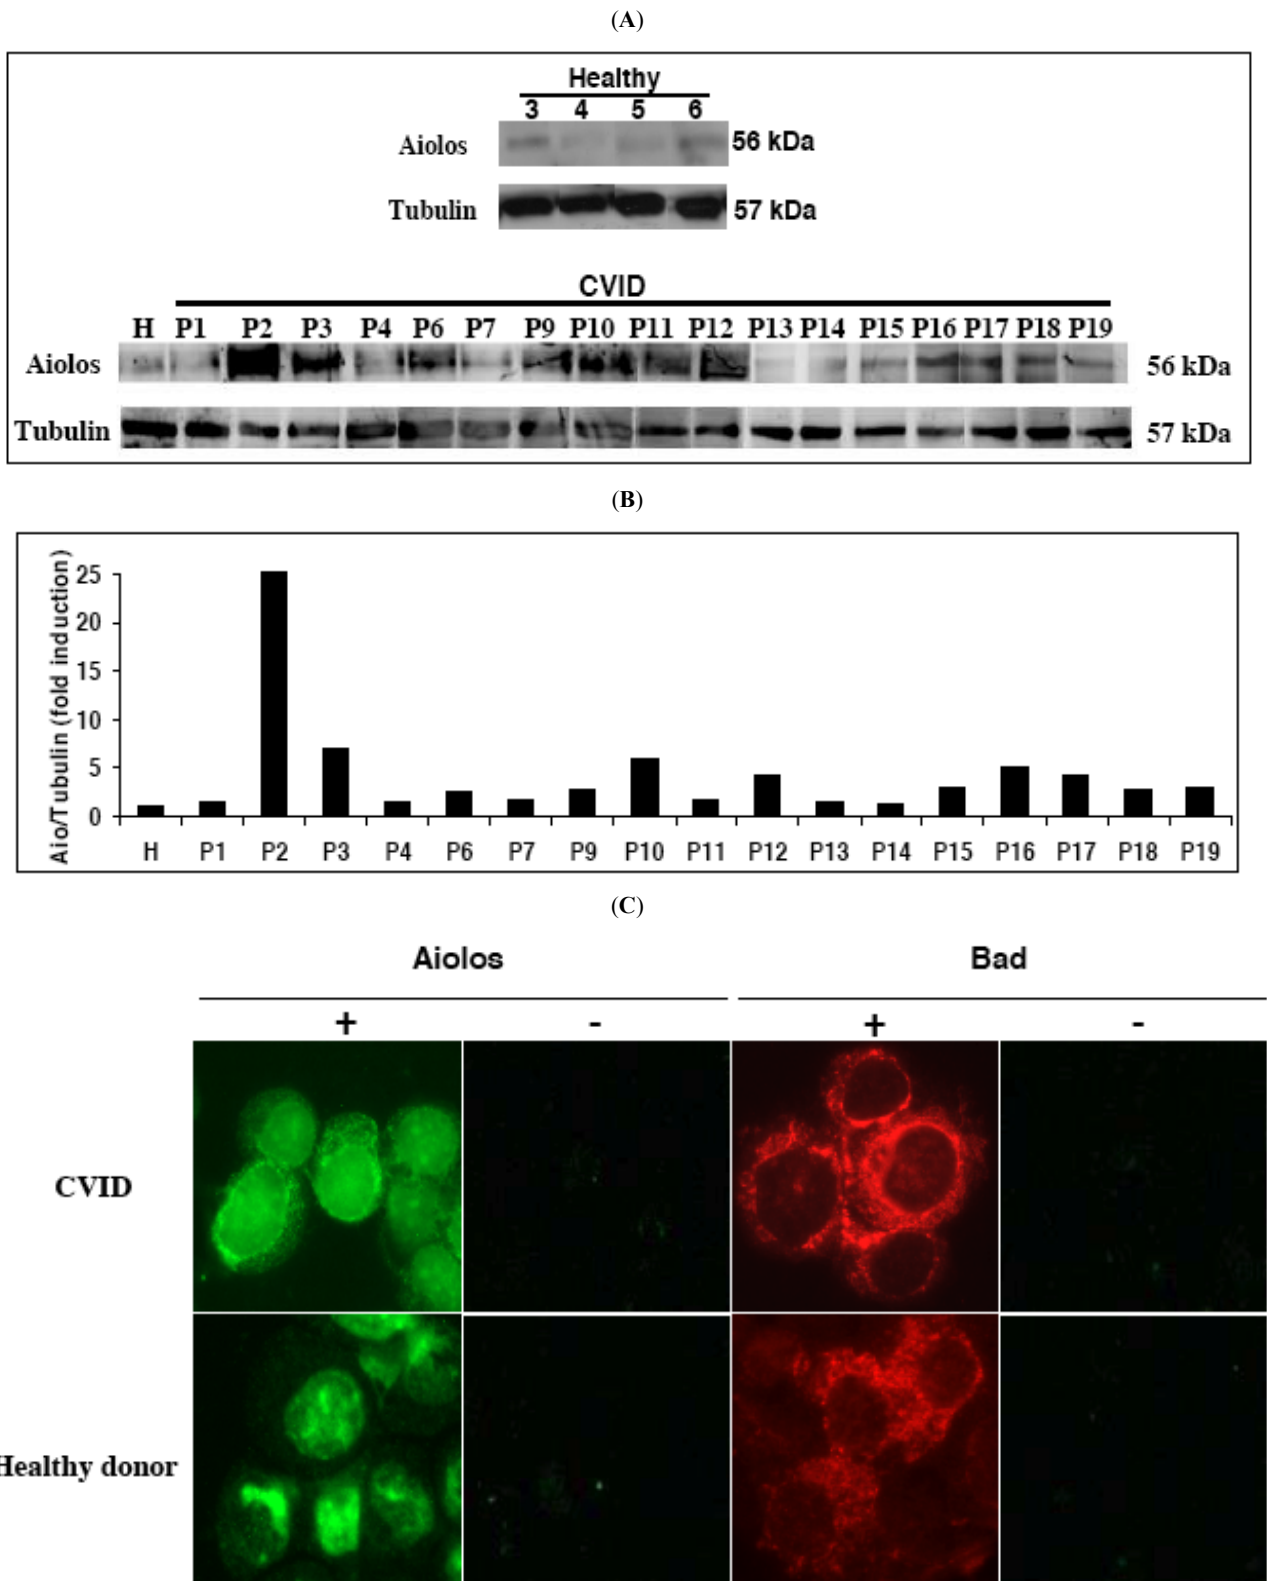 (A)
Healthy
3 4 5 6
Aiolos 56 kDa
Tubulin 57 kDa
CVID
H P1 P2 P3 P4 P6 P7 P9 P10 P11 P12 P13 P14 P15 P16 P17 P18 P19
Aiolos 56 kDa
Tubulin 57 kDa
(B)
Aio/Tubulin (fold induction)
25
20
15
10
5
0
H P1 P2 P3 P4 P6 P7 P9 P10 P11 P12 P13 P14 P15 P16 P17 P18 P19
(C)
Aiolos Bad
+ - + -
CVID
Healthy donor